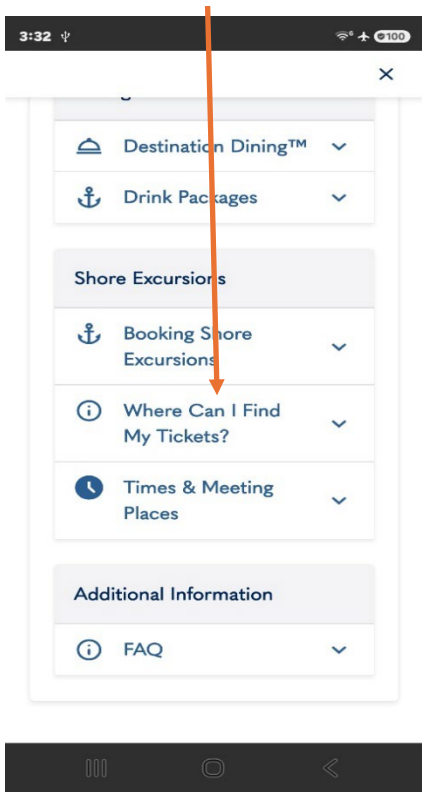 3:32
6
100
Destination Dining™
Drink Packages
Shore Excursions
Booking Shore
Excursions
Where Can I Find
My Tickets?
Times & Meeting
Places
Additional Information
FAQ